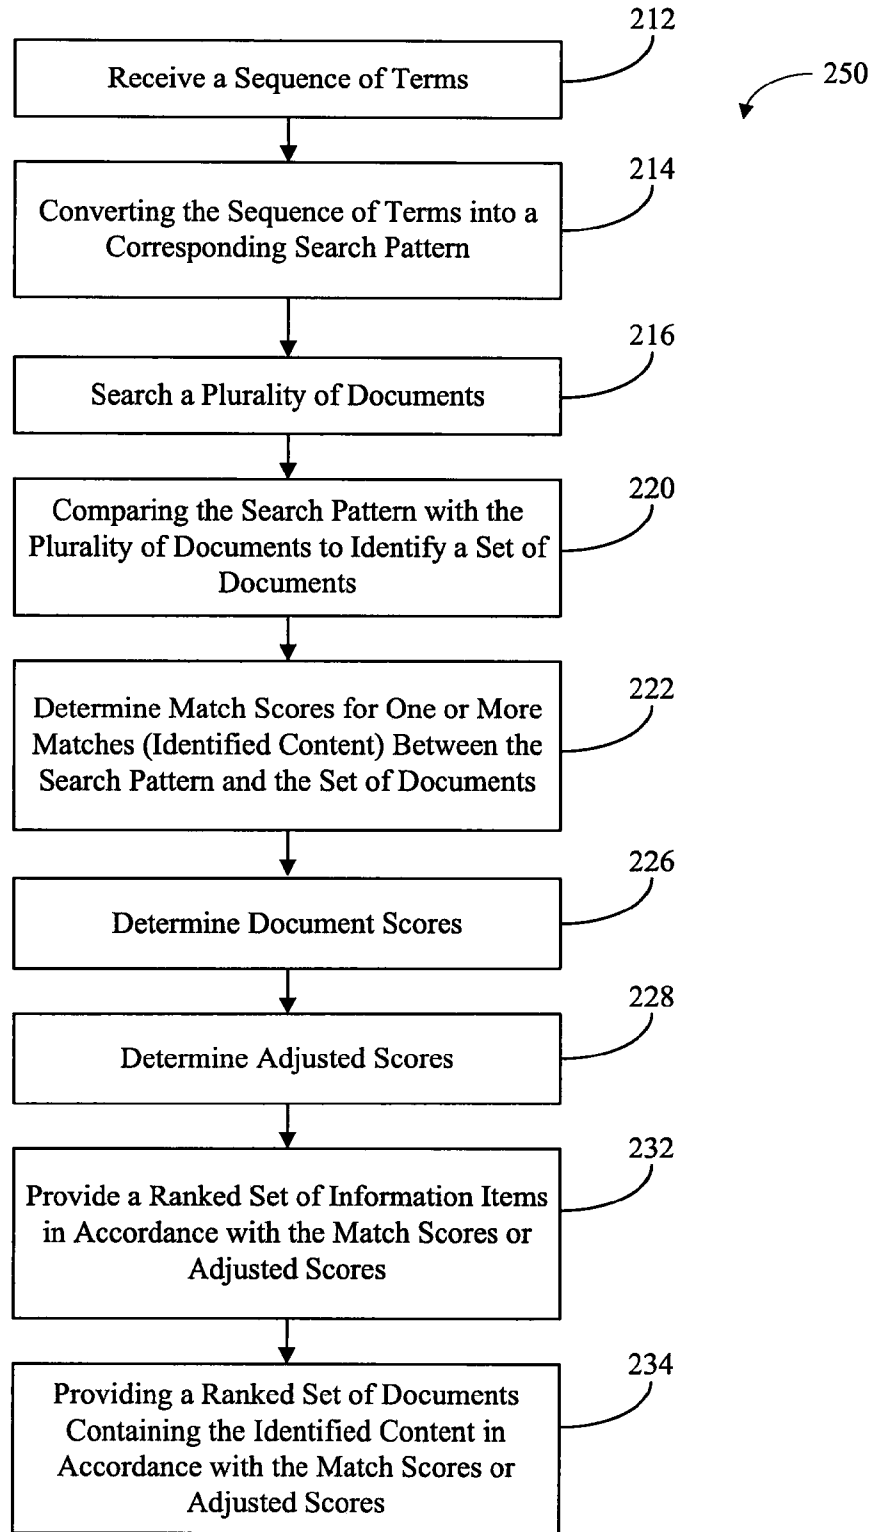 212
Receive a Sequence of Terms
250
214
Converting the Sequence of Terms into a
Corresponding Search Pattern
216
Search a Plurality of Documents
220
Comparing the Search Pattern with the
Plurality of Documents to Identify a Set of
Documents
222
Determine Match Scores for One or More
Matches (Identified Content) Between the
Search Pattern and the Set of Documents
226
Determine Document Scores
228
Determine Adjusted Scores
232
Provide a Ranked Set of Information Items
in Accordance with the Match Scores or
Adjusted Scores
234
Providing a Ranked Set of Documents
Containing the Identified Content in
Accordance with the Match Scores or
Adjusted Scores